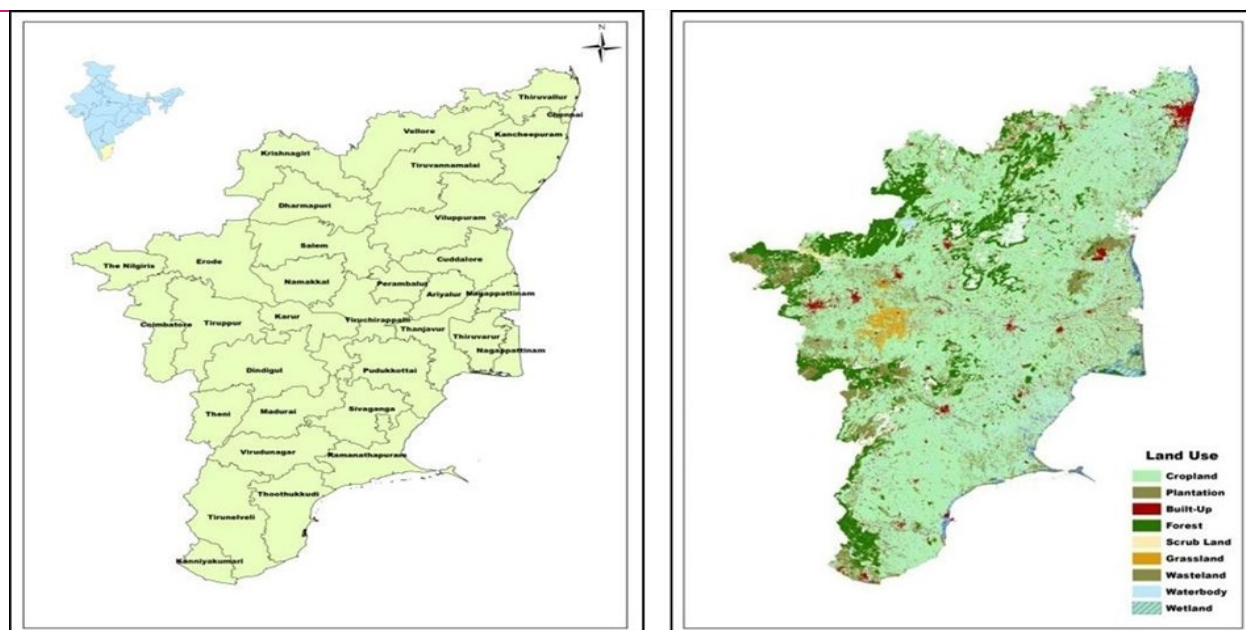 N
Thiruvallur
Chennai
Vellore
Kancheepuram
Krishnagiri
Tiruvannamalai
Dharmapuri
Viluppuram
Salem
The Nilgiris
Erode
Cuddalore
Namakkal
Perambalur
Ariyalur
Nagappattinam
Karur
Coimbatore
Tiruppur
Tiruchirappalli
Thanjavur
Thiruvarur
Nagappattinam
Dindigul
Pudukkottai
Theni
Madurai
Sivaganga
Virudunagar
Ramanathapuram
Thoothukkudi
Tirunelveli
Kanniyakumari
Land Use
Cropland
Plantation
Built-Up
Forest
Scrub Land
Grassland
Wasteland
Waterbody
Wetland